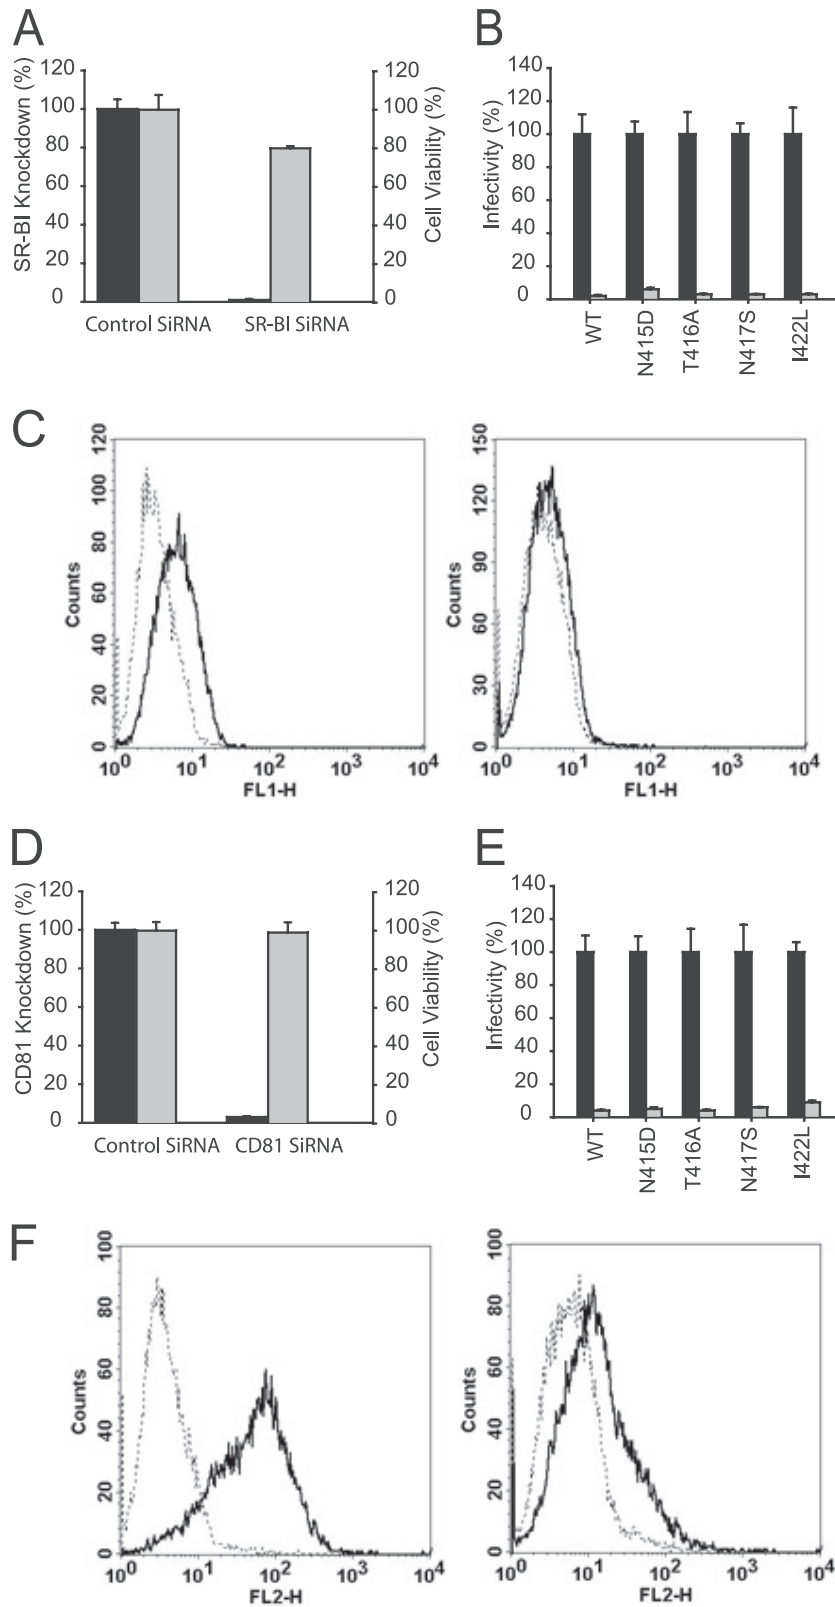 A
SR-BI Knockdown (%)
120
100
80
60
40
20
0
120
100
80
60
40
20
0
Cell Viability (%)
Control SiRNA
SR-BI SiRNA
B
Infectivity (%)
140
120
100
80
60
40
20
0
WT
N415D
T416A
N417S
I422L
C
Counts
120
100
80
60
40
20
0
10^0
10^1
10^2
10^3
10^4
FL1-H
Counts
150
120
90
60
30
0
10^0
10^1
10^2
10^3
10^4
FL1-H
D
CD81 Knockdown (%)
120
100
80
60
40
20
0
120
100
80
60
40
20
0
Cell Viability (%)
Control SiRNA
CD81 SiRNA
E
Infectivity (%)
140
120
100
80
60
40
20
0
WT
N415D
T416A
N417S
I422L
F
Counts
100
80
60
40
20
0
10^0
10^1
10^2
10^3
10^4
FL2-H
Counts
100
80
60
40
20
0
10^0
10^1
10^2
10^3
10^4
FL2-H